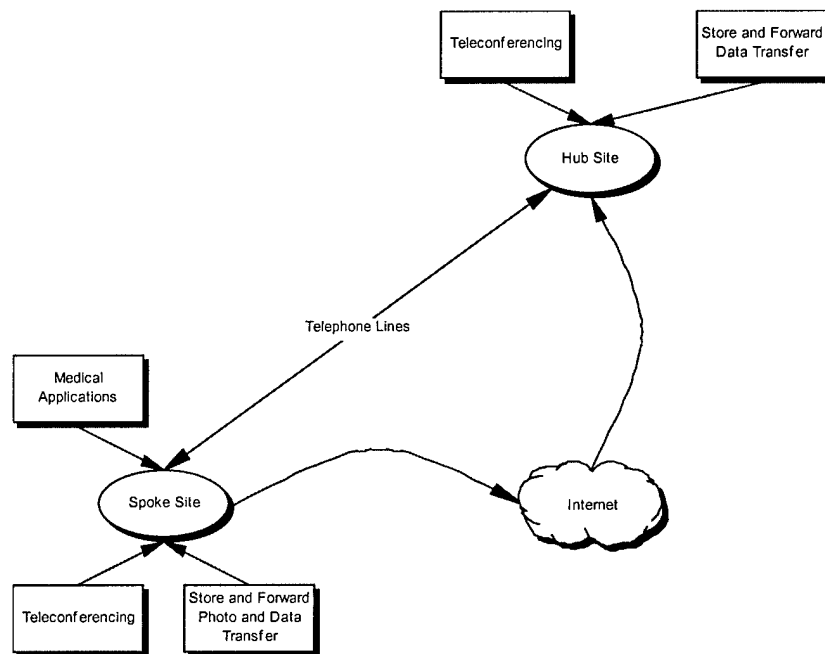 Teleconferencing
Store and Forward
Data Transfer
Hub Site
Telephone Lines
Medical
Applications
Spoke Site
Internet
Teleconferencing
Store and Forward
Photo and Data
Transfer